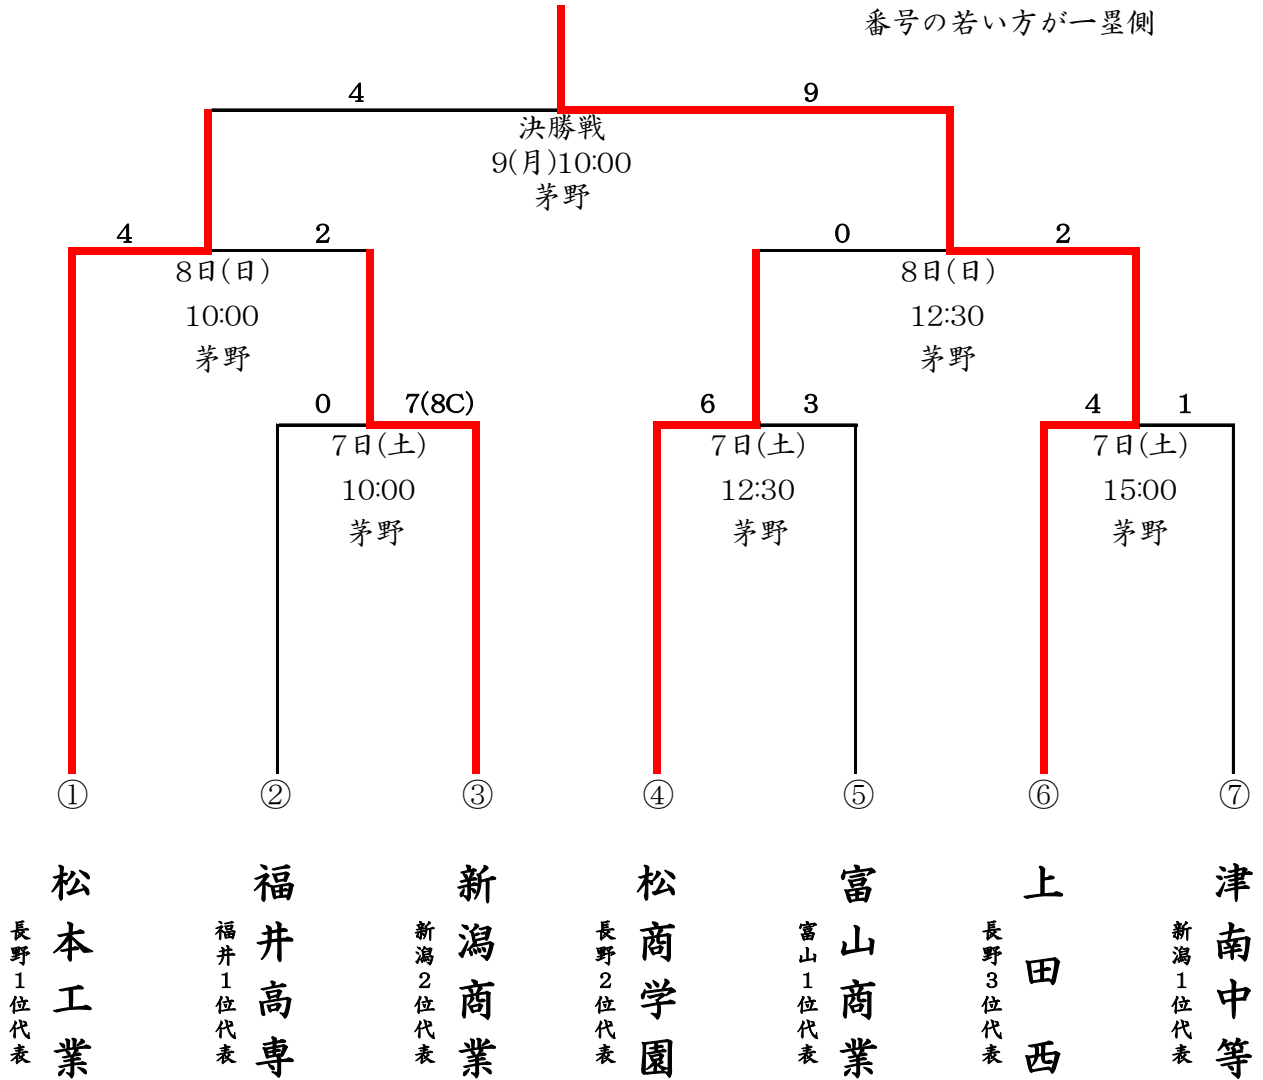 番号の若い方が一塁側
4
9
決勝戦
9(月)10:00
茅野
4
2
0
2
8日(日)
10:00
茅野
8日(日)
12:30
茅野
0
7(8C)
6
3
4
1
7日(土)
10:00
茅野
7日(土)
12:30
茅野
7日(土)
15:00
茅野
①
②
③
④
⑤
⑥
⑦
松本工業
長野1位代表
福井高専
福井1位代表
新潟商業
新潟2位代表
松商学園
長野2位代表
富山商業
富山1位代表
上田西
長野3位代表
津南中等
新潟1位代表